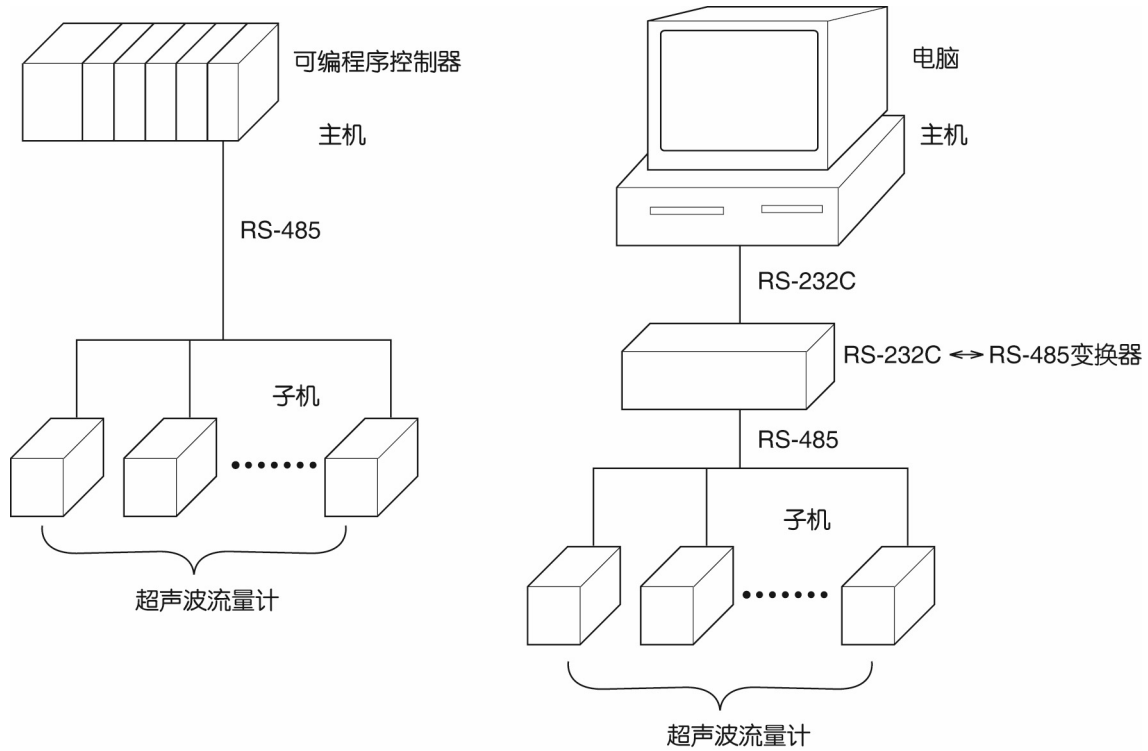 可编程序控制器
主机
RS-485
子机
超声波流量计
电脑
主机
RS-232C
RS-232C ↔ RS-485变换器
RS-485
子机
超声波流量计